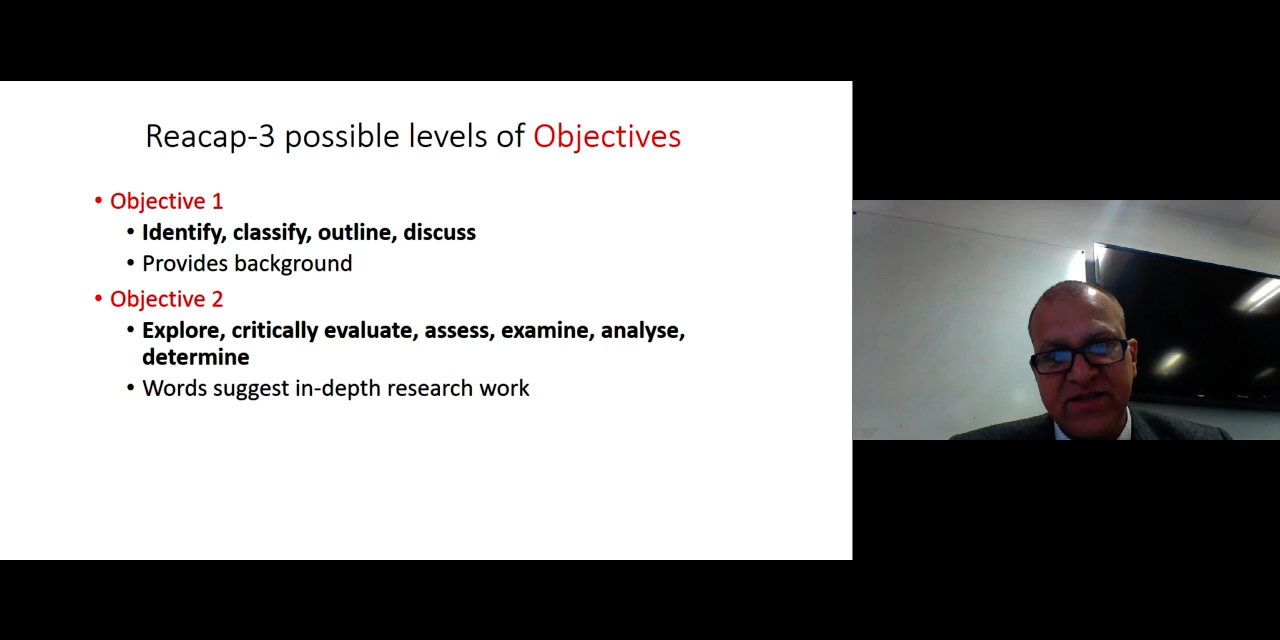 Reacap-3 possible levels of Objectives
• Objective 1
• Identify, classify, outline, discuss
• Provides background
• Objective 2
• Explore, critically evaluate, assess, examine, analyse,
determine
• Words suggest in-depth research work